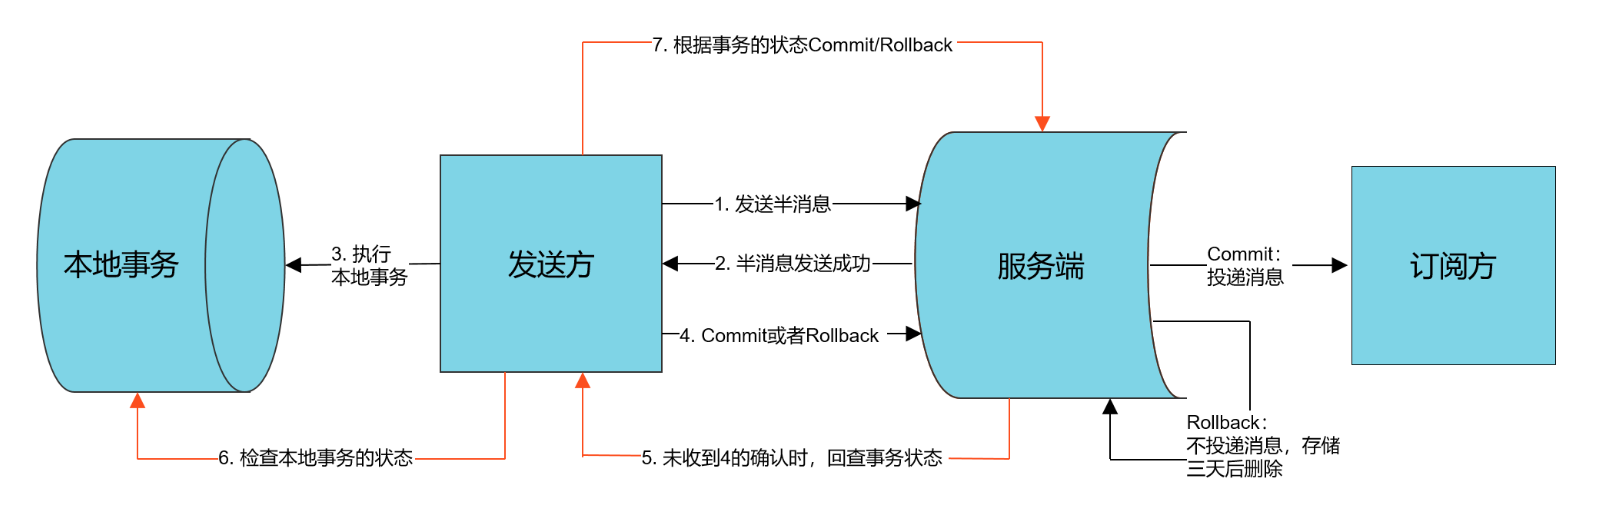 7. 根据事务的状态Commit/Rollback
1. 发送半消息
本地事务
3. 执行
本地事务
发送方
2. 半消息发送成功
服务端
Commit：
投递消息
订阅方
4. Commit或者Rollback
6. 检查本地事务的状态
5. 未收到4的确认时，回查事务状态
Rollback：
不投递消息，存储
三天后删除